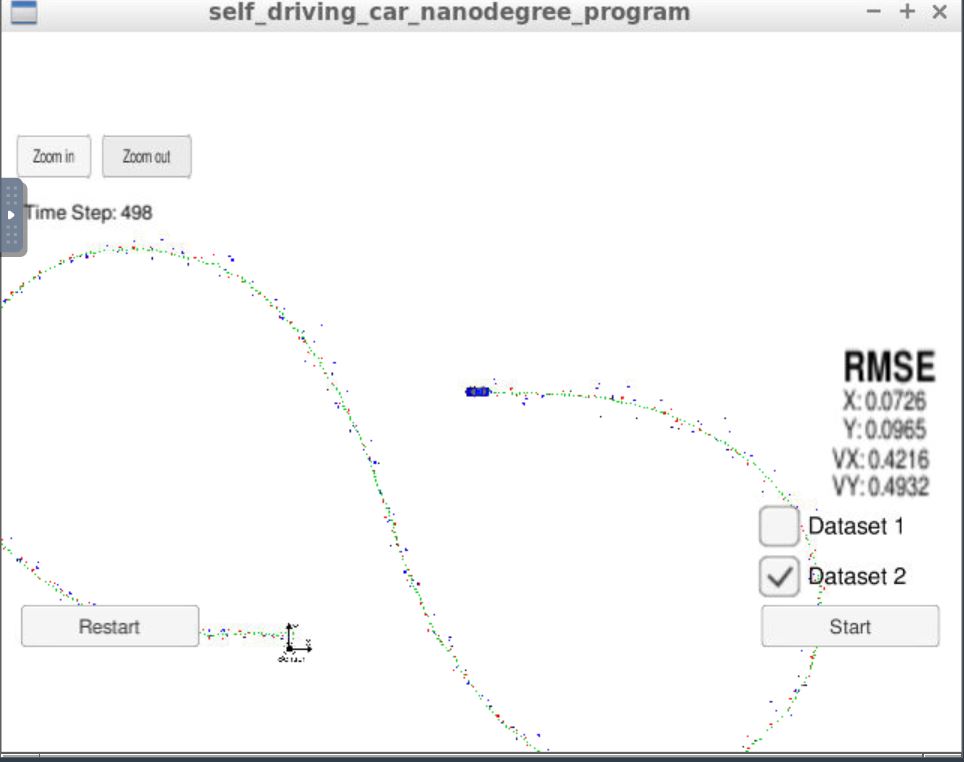 self_driving_car_nanodegree_program
Zoom in
Zoom out
Time Step: 498
RMSE
X: 0.0726
Y: 0.0965
VX: 0.4216
VY: 0.4932
Dataset 1
Dataset 2
Restart
Start